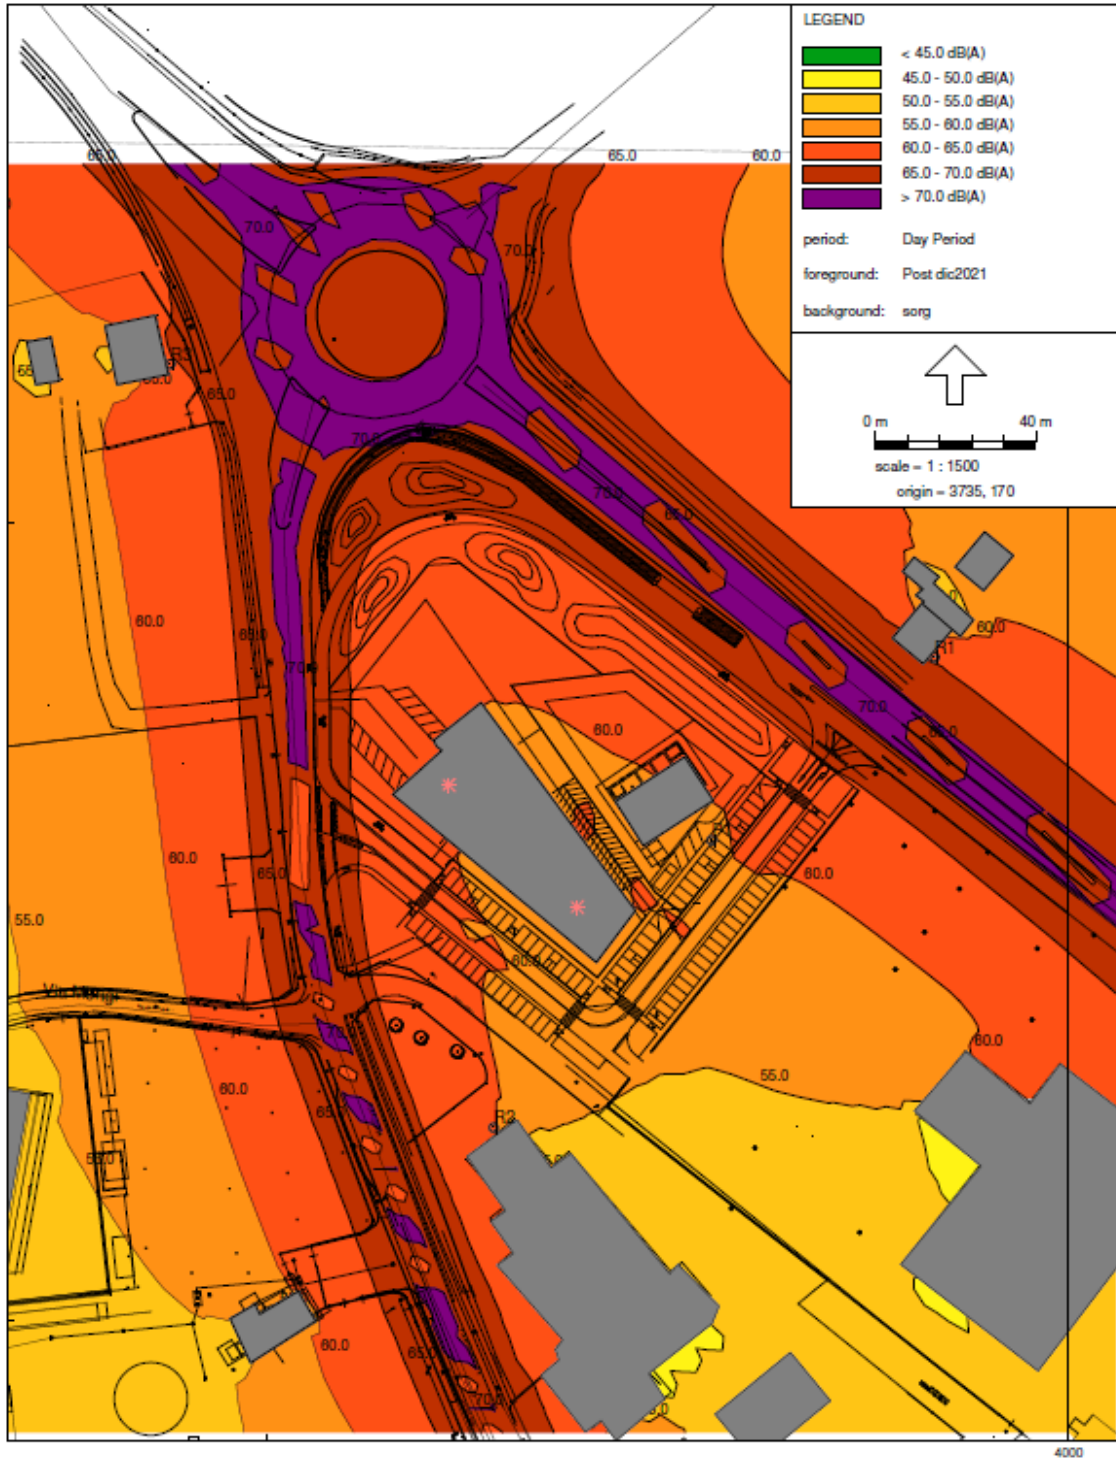 LEGEND
< 45.0 dB(A)
45.0 - 50.0 dB(A)
50.0 - 55.0 dB(A)
55.0 - 60.0 dB(A)
60.0 - 65.0 dB(A)
65.0 - 70.0 dB(A)
> 70.0 dB(A)
period: Day Period
foreground: Post dic2021
background: sorg
0 m 40 m
scale = 1 : 1500
origin = 3735, 170
65.0 65.0 60.0
70.0 70.0
R3
65.0
70.0
70.0
65.0
60.0 65.0 60.0
R1
70.0
70.0
60.0 65.0
60.0
65.0 60.0
55.0
60.0
Via
60.0
55.0
60.0
65.0
R2
55.0
60.0
65.0
70.0
4000